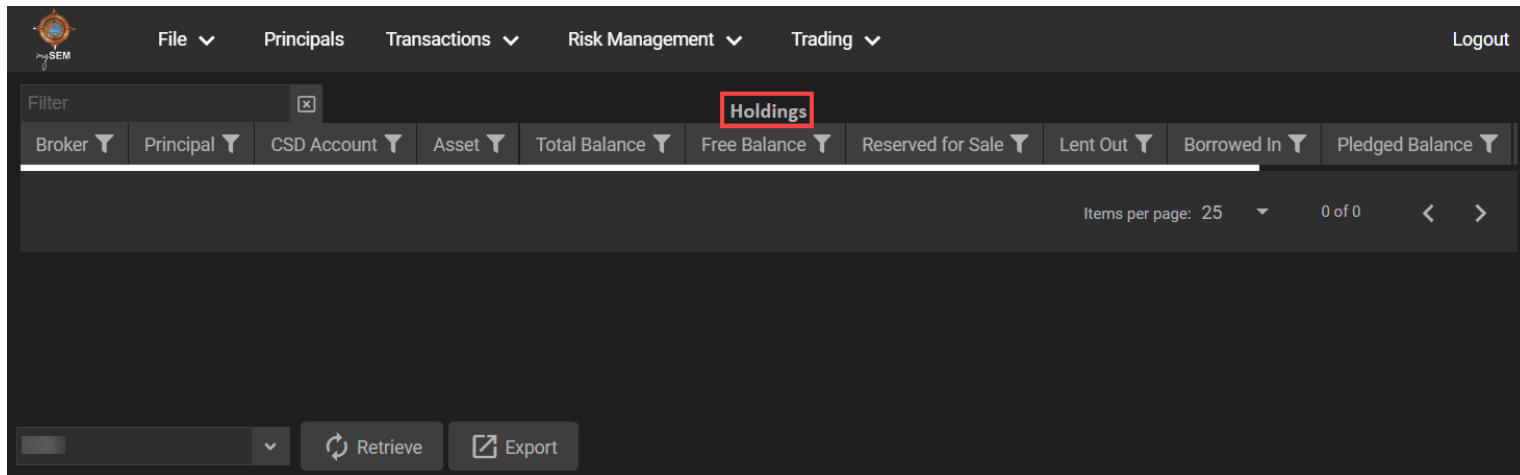 mySEM
File
Principals
Transactions
Risk Management
Trading
Logout
Filter
Holdings
Broker
Principal
CSD Account
Asset
Total Balance
Free Balance
Reserved for Sale
Lent Out
Borrowed In
Pledged Balance
Items per page: 25
0 of 0
Retrieve
Export